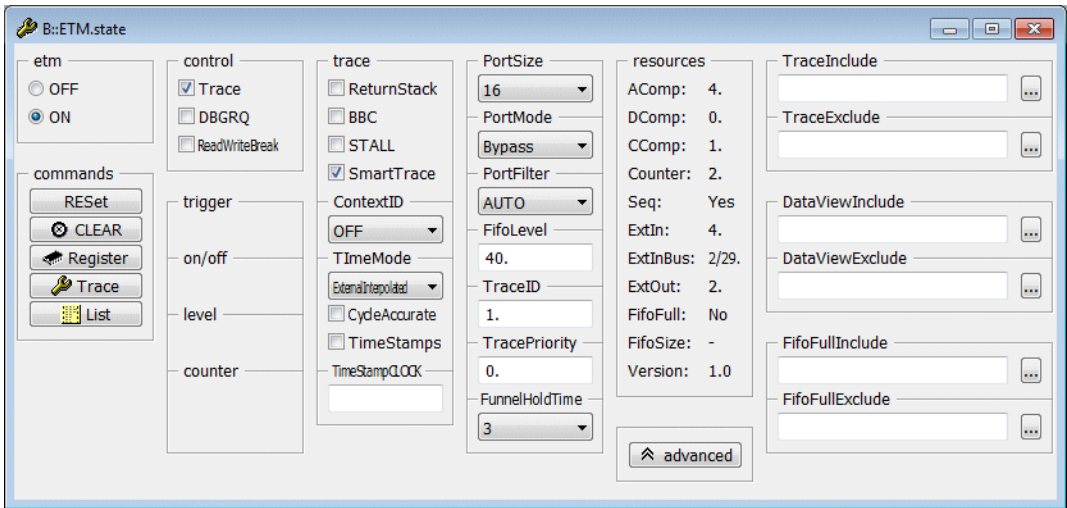 B::ETM.state
etm
OFF
ON
commands
RESet
CLEAR
Register
Trace
List
control
Trace
DBGRQ
ReadWriteBreak
trigger
on/off
level
counter
trace
ReturnStack
BBC
STALL
SmartTrace
ContextID
OFF
TImeMode
ExternalInterpolated
CycleAccurate
TimeStamps
TimeStampCLOCK
PortSize
16
PortMode
Bypass
PortFilter
AUTO
FifoLevel
40.
TraceID
1.
TracePriority
0.
FunnelHoldTime
3
resources
AComp: 4.
DComp: 0.
CComp: 1.
Counter: 2.
Seq: Yes
ExtIn: 4.
ExtInBus: 2/29.
ExtOut: 2.
FifoFull: No
FifoSize: -
Version: 1.0
advanced
TraceInclude
...
TraceExclude
...
DataViewInclude
...
DataViewExclude
...
FifoFullInclude
...
FifoFullExclude
...